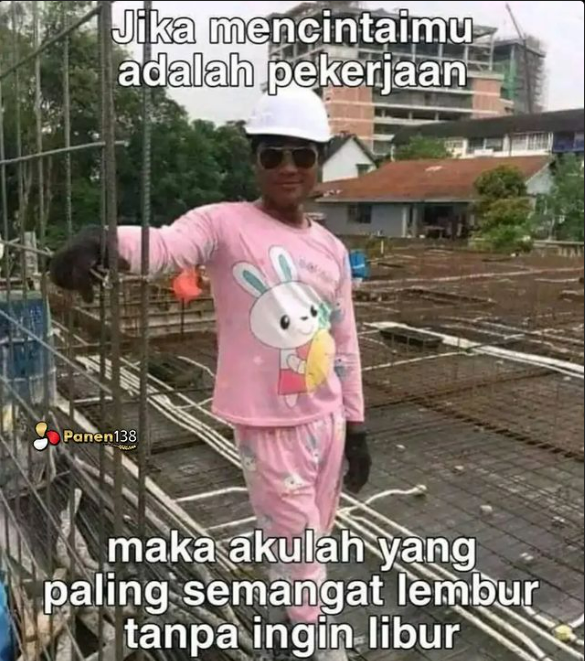 Jika mencintaimu
adalah pekerjaan
Panen138
maka akulah yang
paling semangat lembur
tanpa ingin libur